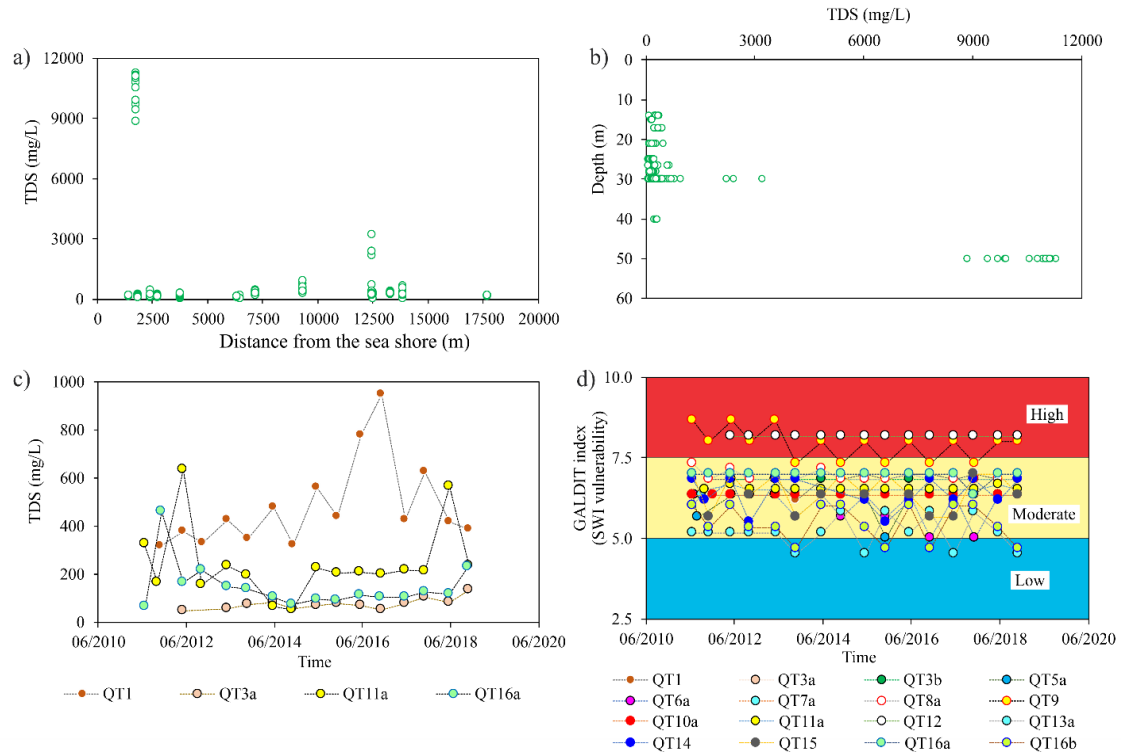 a)
12000
9000
6000
3000
0
TDS (mg/L)
0 2500 5000 7500 10000 12500 15000 17500 20000
Distance from the sea shore (m)
b)
TDS (mg/L)
0 3000 6000 9000 12000
0
10
20
30
40
50
60
Depth (m)
c)
1000
800
600
400
200
0
TDS (mg/L)
06/2010 06/2012 06/2014 06/2016 06/2018 06/2020
Time
QT1 QT3a QT11a QT16a
d)
10.0
7.5
5.0
2.5
GALDIT index
(SWI vulnerability)
High
Moderate
Low
06/2010 06/2012 06/2014 06/2016 06/2018 06/2020
Time
QT1 QT3a QT3b QT5a
QT6a QT7a QT8a QT9
QT10a QT11a QT12 QT13a
QT14 QT15 QT16a QT16b